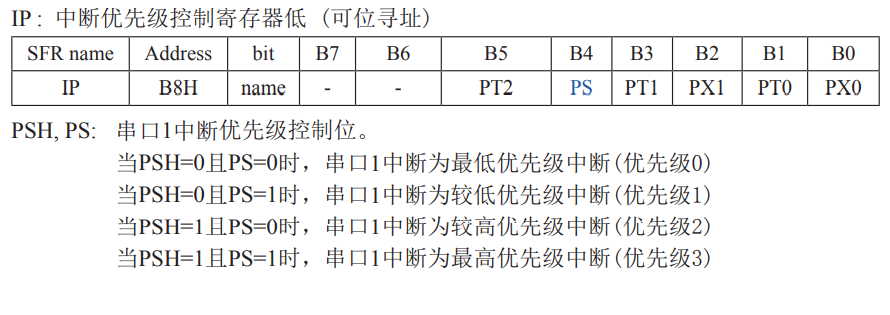 IP : 中断优先级控制寄存器低 (可位寻址)
SFR name Address bit B7 B6 B5 B4 B3 B2 B1 B0
IP B8H name - - PT2 PS PT1 PX1 PT0 PX0
PSH, PS: 串口1中断优先级控制位。
当PSH=0且PS=0时，串口1中断为最低优先级中断(优先级0)
当PSH=0且PS=1时，串口1中断为较低优先级中断(优先级1)
当PSH=1且PS=0时，串口1中断为较高优先级中断(优先级2)
当PSH=1且PS=1时，串口1中断为最高优先级中断(优先级3)